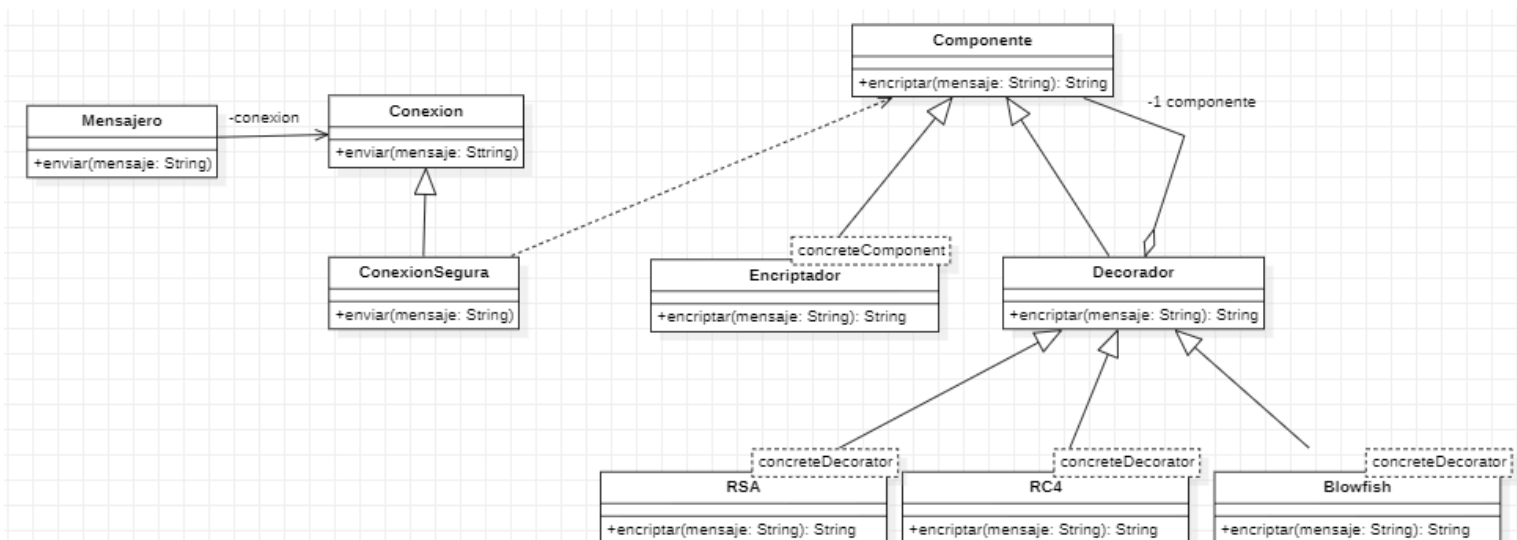 Componente
+encriptar(mensaje: String): String
-1 componente
Mensajero
+enviar(mensaje: String)
-conexion
Conexion
+enviar(mensaje: Sttring)
ConexionSegura
+enviar(mensaje: String)
concreteComponent
Encriptador
+encriptar(mensaje: String): String
Decorador
+encriptar(mensaje: String): String
concreteDecorator
RSA
+encriptar(mensaje: String): String
concreteDecorator
RC4
+encriptar(mensaje: String): String
concreteDecorator
Blowfish
+encriptar(mensaje: String): String